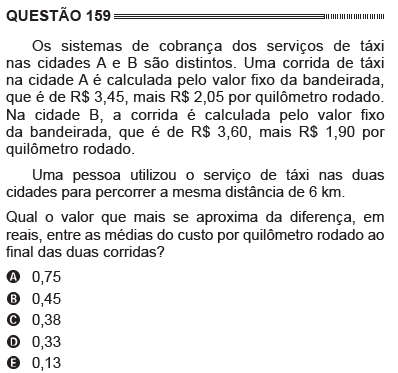 QUESTÃO 159
Os sistemas de cobrança dos serviços de táxi
nas cidades A e B são distintos. Uma corrida de táxi
na cidade A é calculada pelo valor fixo da bandeirada,
que é de R$ 3,45, mais R$ 2,05 por quilômetro rodado.
Na cidade B, a corrida é calculada pelo valor fixo
da bandeirada, que é de R$ 3,60, mais R$ 1,90 por
quilômetro rodado.
Uma pessoa utilizou o serviço de táxi nas duas
cidades para percorrer a mesma distância de 6 km.
Qual o valor que mais se aproxima da diferença, em
reais, entre as médias do custo por quilômetro rodado ao
final das duas corridas?
A 0,75
B 0,45
C 0,38
D 0,33
E 0,13